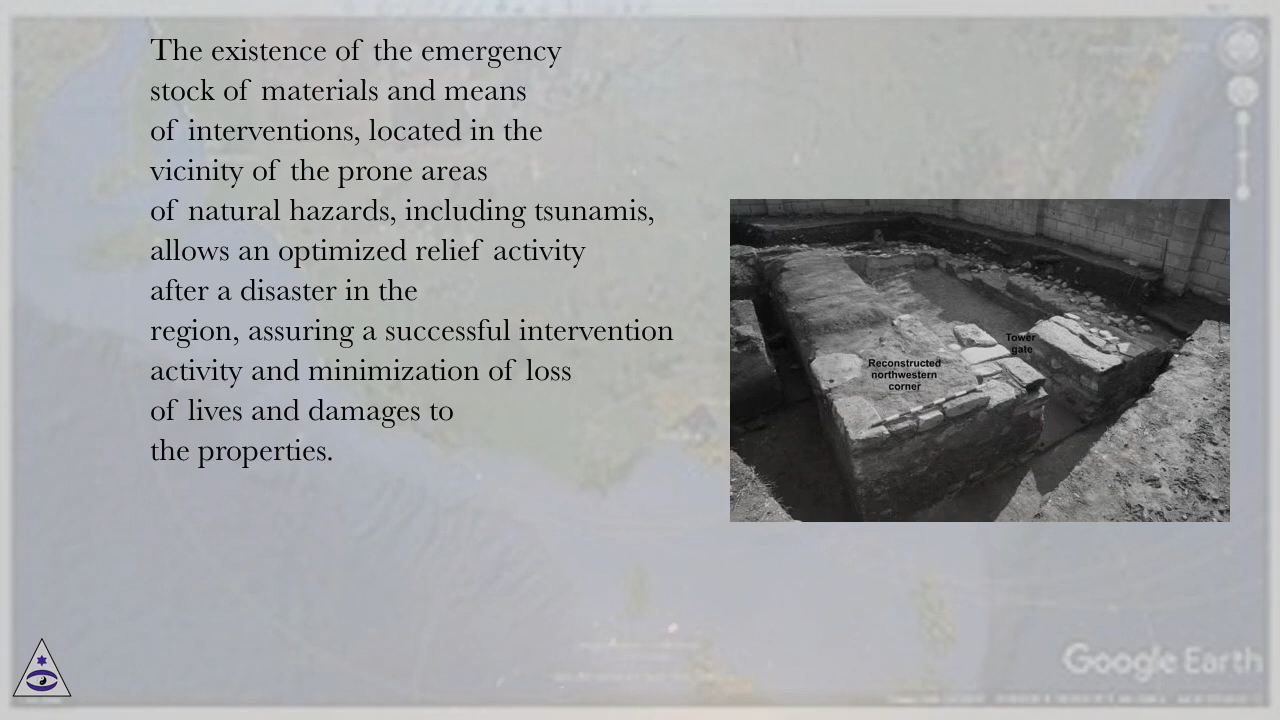 The existence of the emergency
stock of materials and means
of interventions, located in the
vicinity of the prone areas
of natural hazards, including tsunamis,
allows an optimized relief activity
after a disaster in the
region, assuring a successful intervention
activity and minimization of loss
of lives and damages to
the properties.
Tower
gate
Reconstructed
northwestern
corner
Google Earth